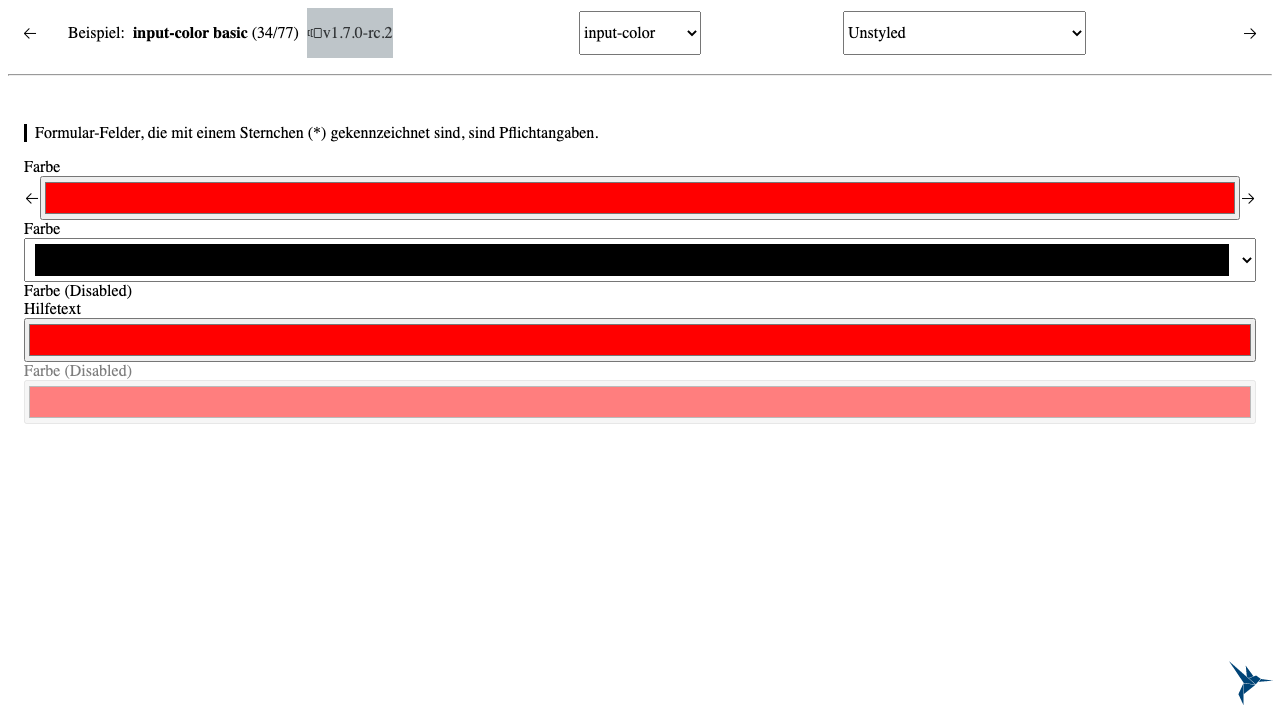 ← Beispiel: input-color basic (34/77) v1.7.0-rc.2 input-color Unstyled →
Formular-Felder, die mit einem Sternchen (*) gekennzeichnet sind, sind Pflichtangaben.
Farbe
← →
Farbe
Farbe (Disabled)
Hilfetext
Farbe (Disabled)